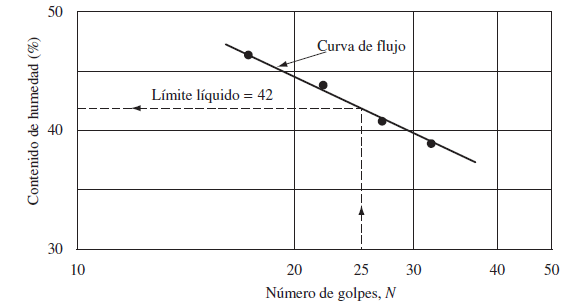 50
Curva de flujo
Límite líquido = 42
Contenido de humedad (%)
40
30
10 20 25 30 40 50
Número de golpes, N